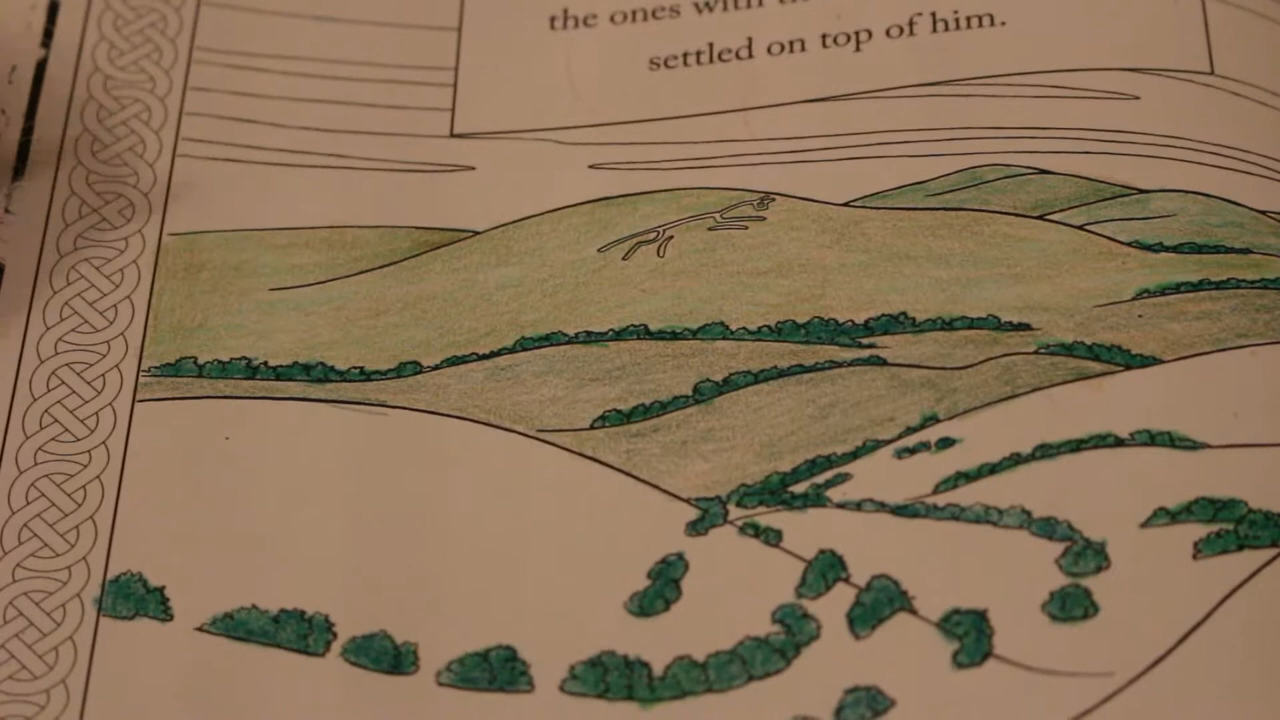 the ones with
settled on top of him.